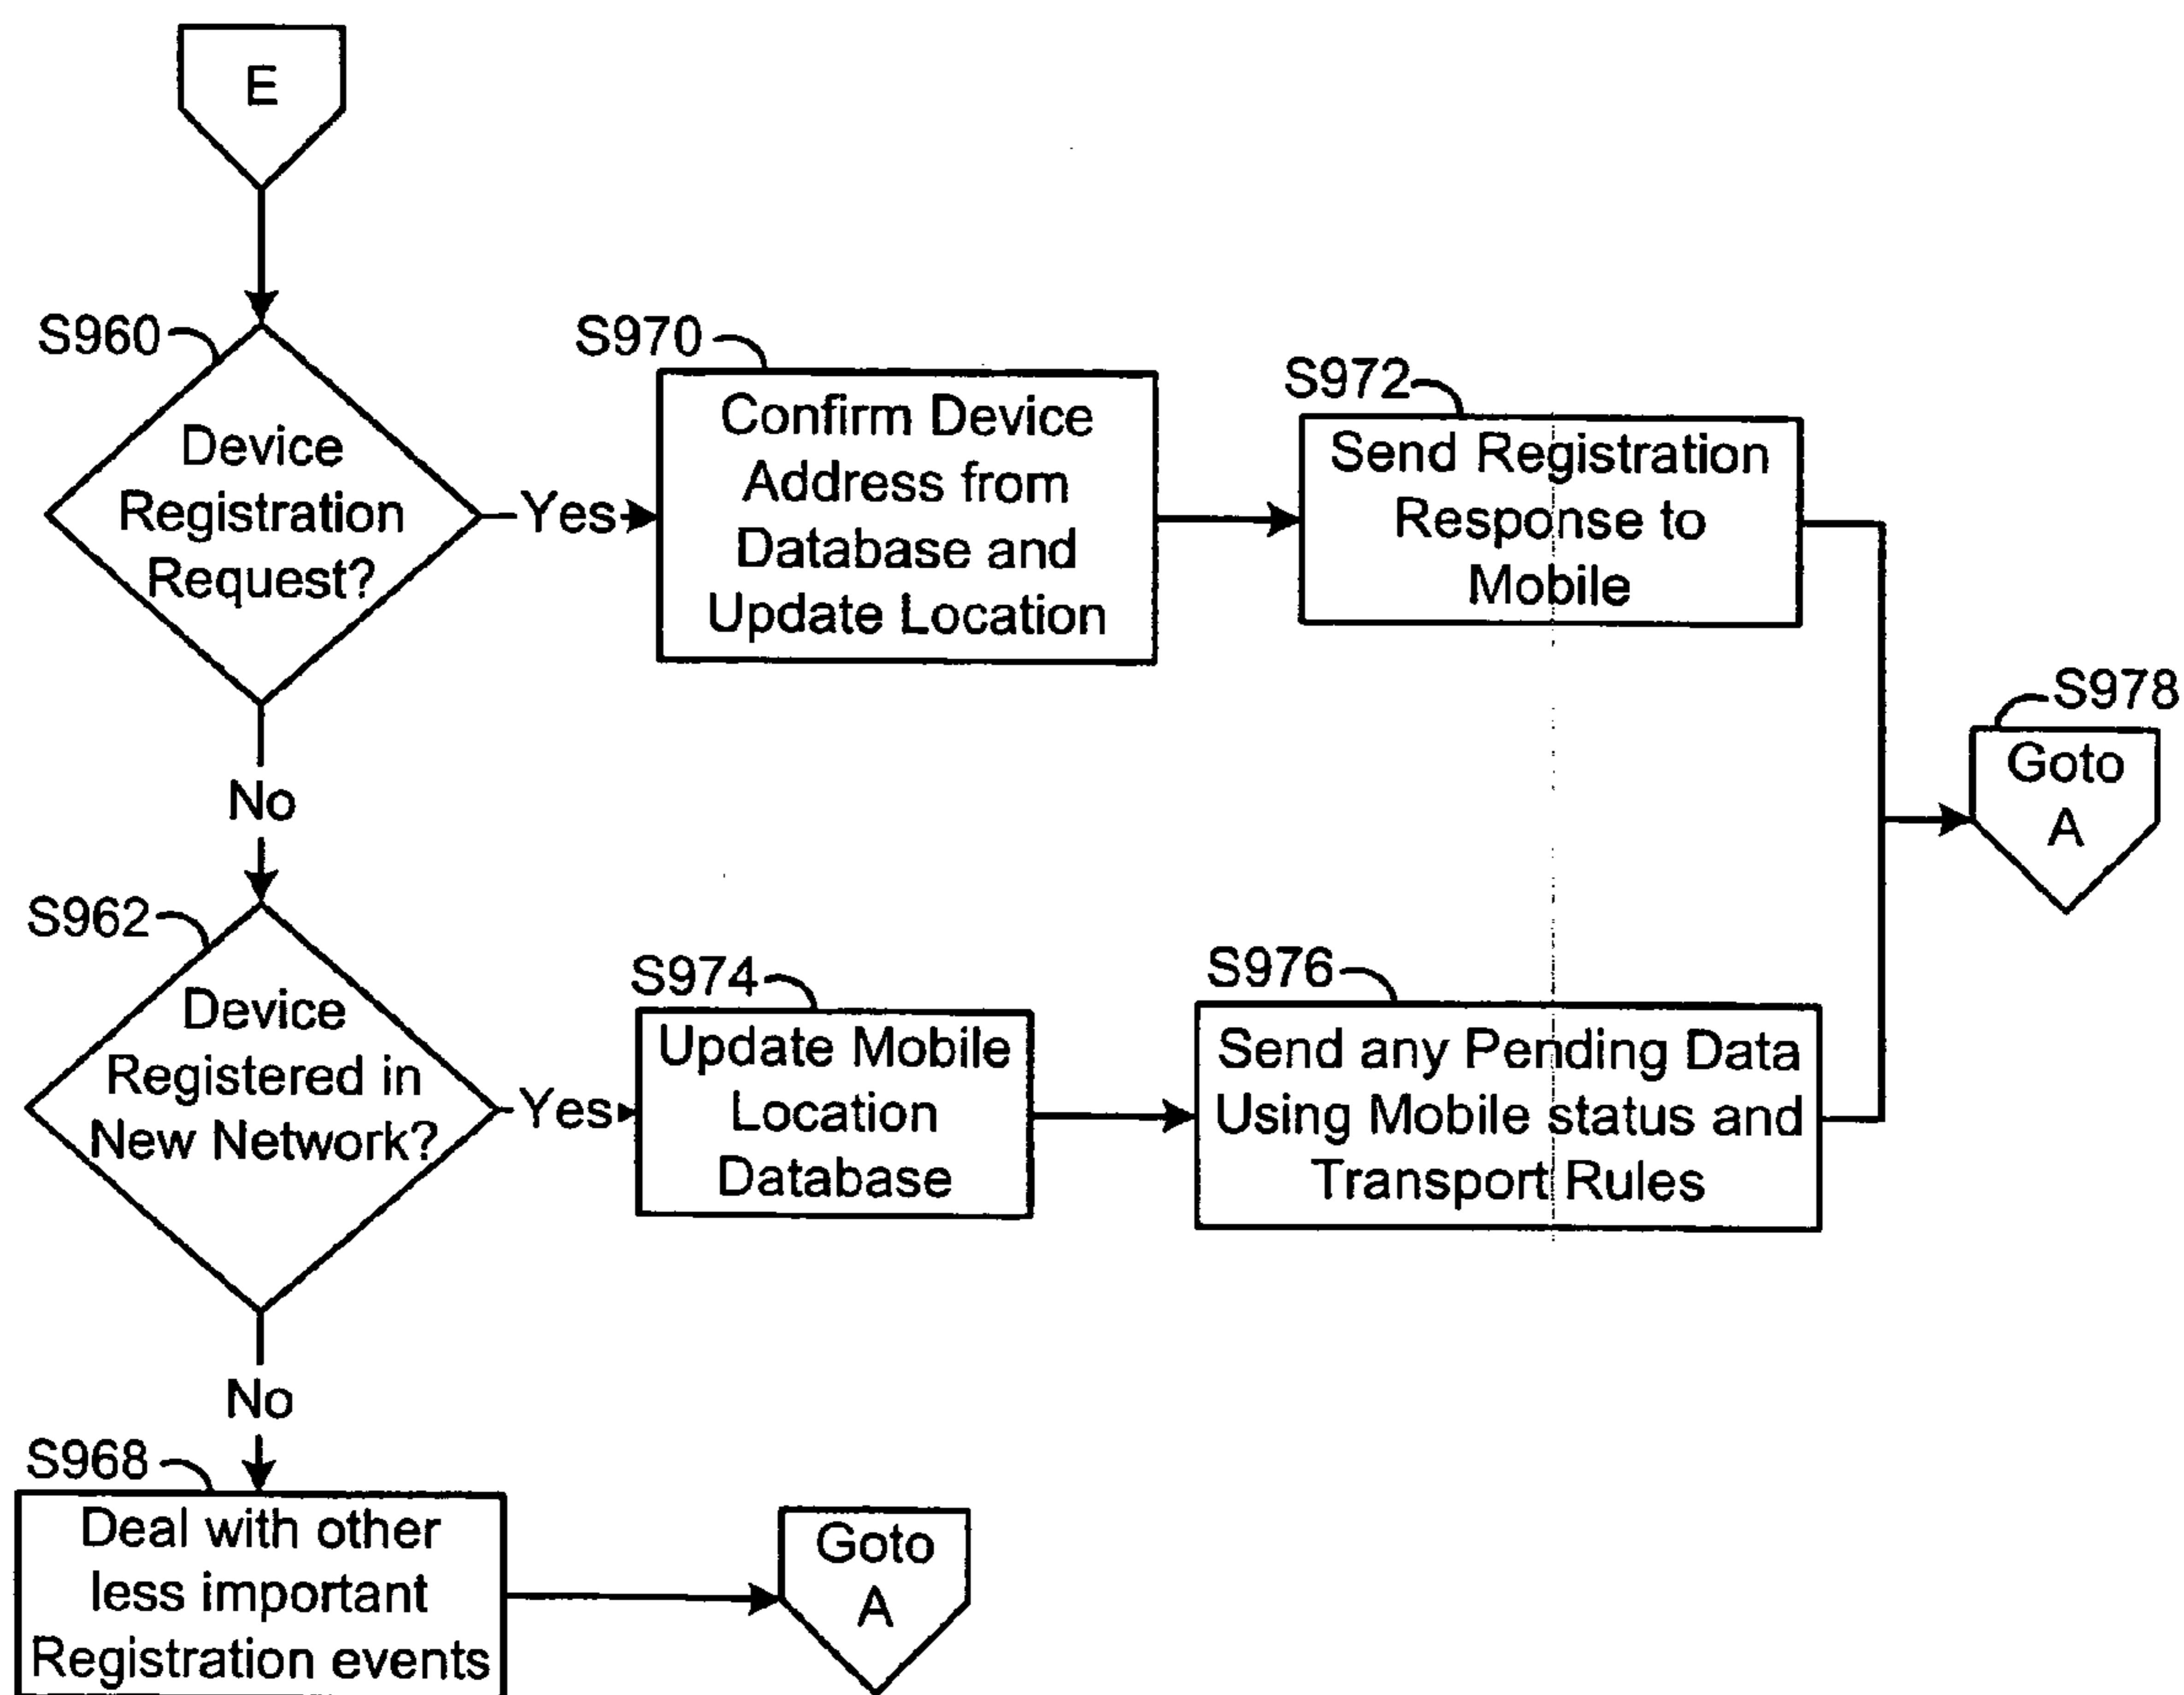 E
S960
Device
Registration
Request?
Yes
S970
Confirm Device
Address from
Database and
Update Location
S972
Send Registration
Response to
Mobile
S978
Goto
A
No
S962
Device
Registered in
New Network?
Yes
S974
Update Mobile
Location
Database
S976
Send any Pending Data
Using Mobile status and
Transport Rules
No
S968
Deal with other
less important
Registration events
Goto
A